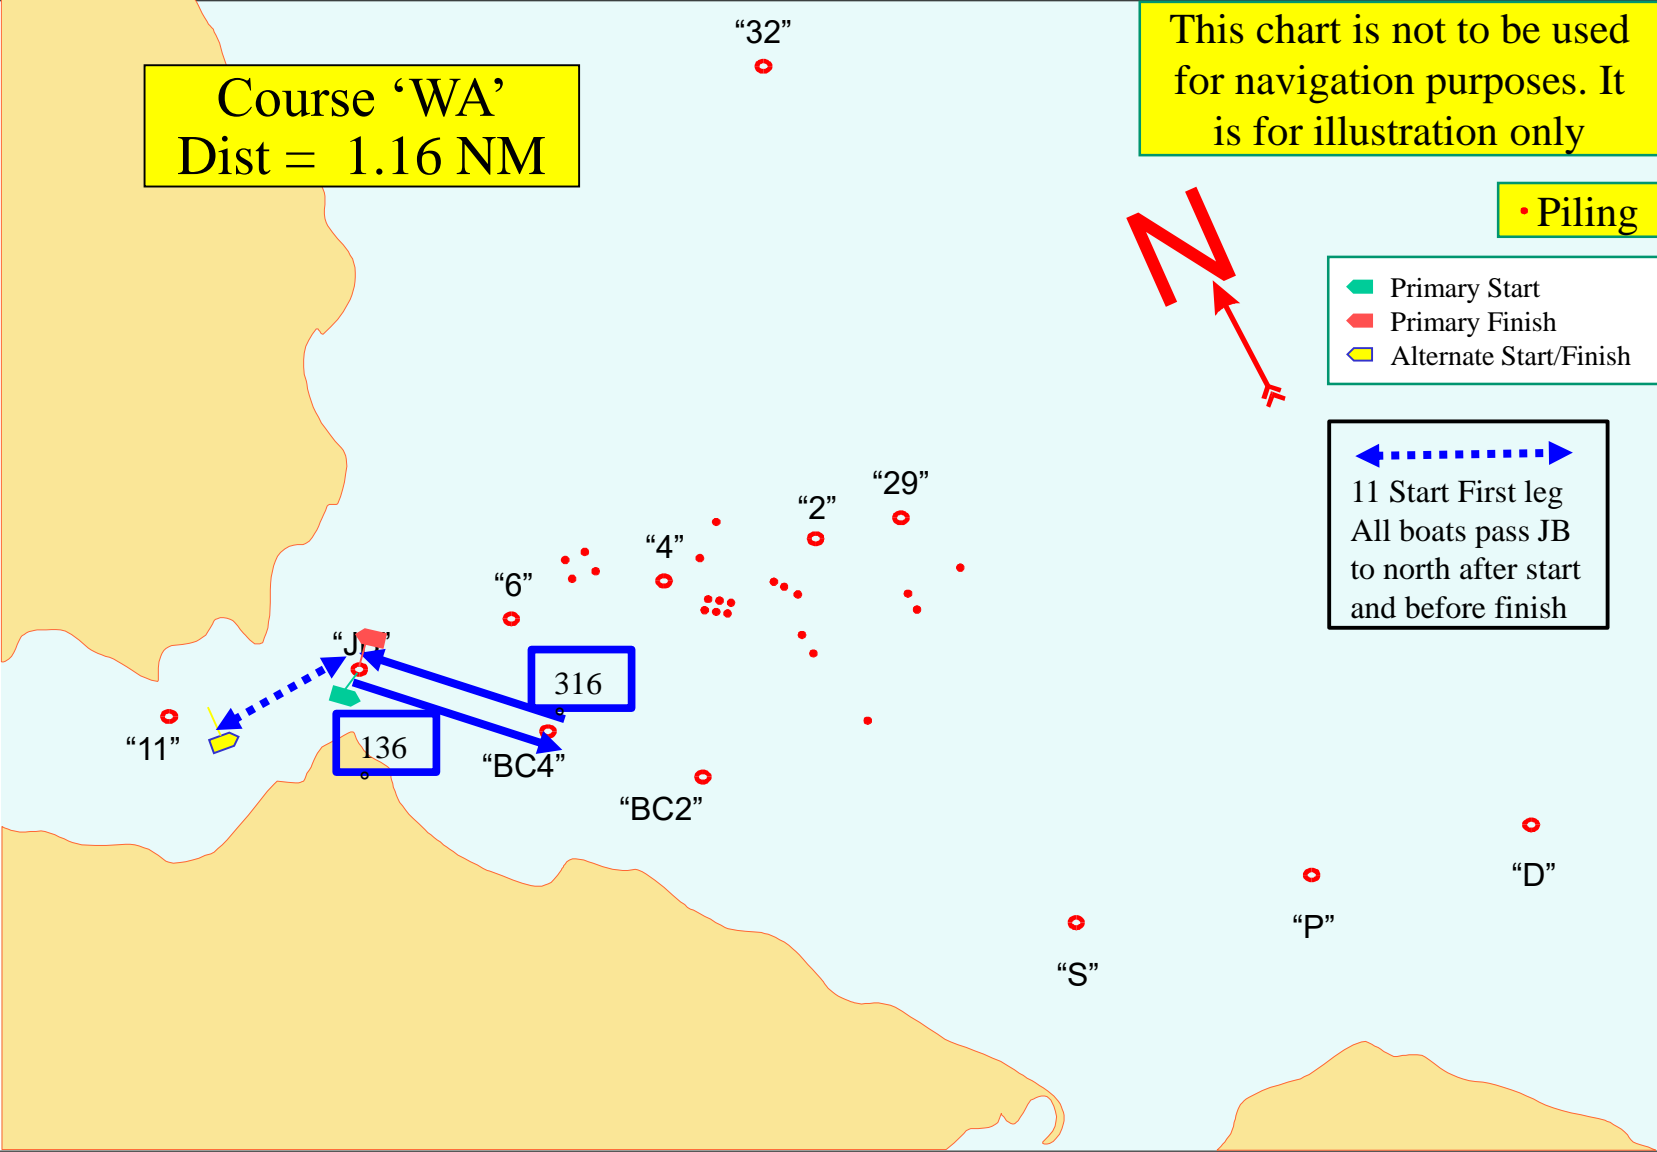 “32”
This chart is not to be used
for navigation purposes. It
is for illustration only
Course ‘WA’
Dist = 1.16 NM
N
Piling
Primary Start
Primary Finish
Alternate Start/Finish
11 Start First leg
All boats pass JB
to north after start
and before finish
“29”
“2”
“4”
“6”
316
“11”
136
“BC4”
“BC2”
“D”
“P”
“S”